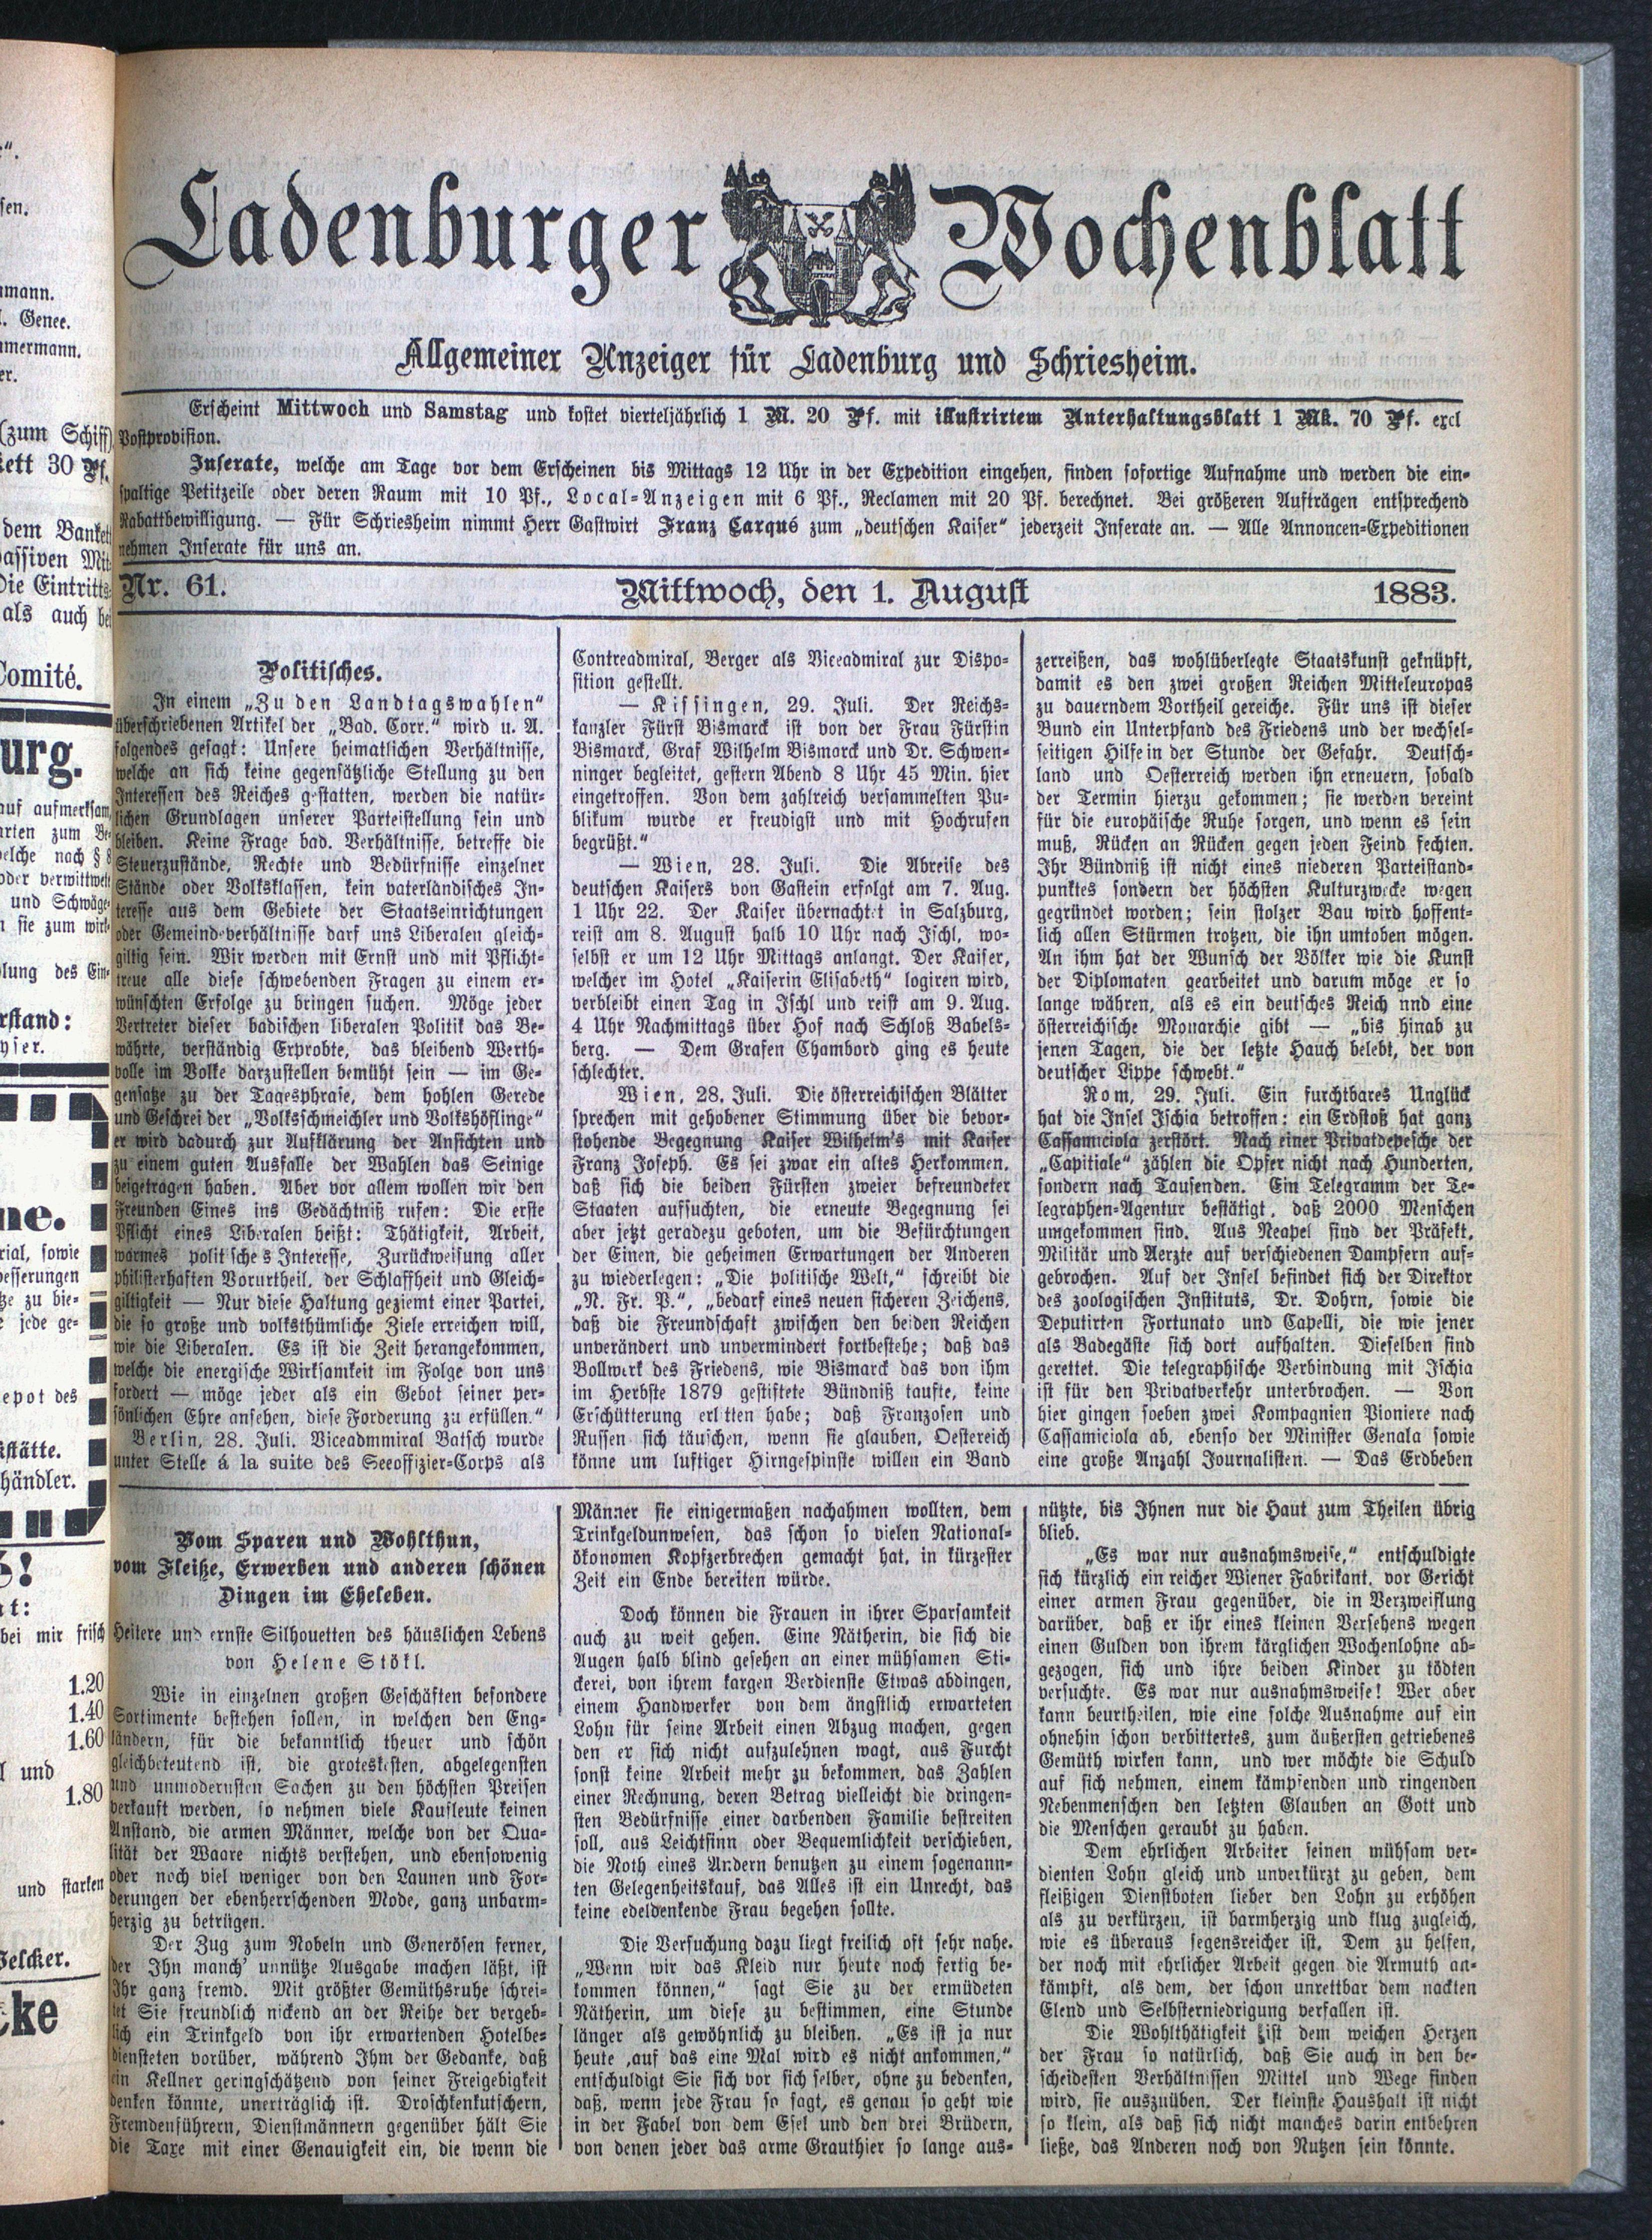 Ladenburger Wochenblatt
Allgemeiner Anzeiger für Ladenburg und Schriesheim.
Erscheint Mittwoch und Samstag und kostet vierteljährlich 1 M. 20 Pf. mit illustrirtem Unterhaltungsblatt 1 Mk. 70 Pf. excl
Postprovision.
Inserate, welche am Tage vor dem Erscheinen bis Mittags 12 Uhr in der Expedition eingehen, finden sofortige Aufnahme und werden die ein-
spaltige Petitzeile oder deren Raum mit 10 Pf., Local-Anzeigen mit 6 Pf., Reclamen mit 20 Pf. berechnet. Bei größeren Aufträgen entsprechend
Rabattbewilligung. — Für Schriesheim nimmt Herr Gastwirt Franz Carqué zum „deutschen Kaiser“ jederzeit Inserate an. — Alle Annoncen-Expeditionen
nehmen Inserate für uns an.
Nr. 61. Mittwoch, den 1. August 1883.
Politisches.
In einem „Zu den Landtagswahlen“
überschriebenen Artikel der „Bad. Corr.“ wird u. A.
folgendes gesagt: Unsere heimatlichen Verhältnisse,
welche an sich keine gegensätzliche Stellung zu den
Interessen des Reiches gestatten, werden die natür-
lichen Grundlagen unserer Parteistellung sein und
bleiben. Keine Frage bad. Verhältnisse, betreffe die
Steuerzustände, Rechte und Bedürfnisse einzelner
Stände oder Volksklassen, kein vaterländisches In-
teresse aus dem Gebiete der Staatseinrichtungen
oder Gemeindeverhältnisse darf uns Liberalen gleich-
giltig sein. Wir werden mit Ernst und mit Pflicht-
treue alle diese schwebenden Fragen zu einem er-
wünschten Erfolge zu bringen suchen. Möge jeder
Vertreter dieser badischen liberalen Politik das Be-
währte, verständig Erprobte, das bleibend Werth-
volle im Volke darzustellen bemüht sein — im Ge-
gensatze zu der Tagesphrase, dem hohlen Gerede
und Geschrei der „Volksschmeichler und Volkshöflinge“
er wird dadurch zur Aufklärung der Ansichten und
zu einem guten Ausfalle der Wahlen das Seinige
beigetragen haben. Aber vor allem wollen wir den
Freunden Eines ins Gedächtniß rufen: Die erste
Pflicht eines Liberalen heißt: Thätigkeit, Arbeit,
warmes politisches Interesse, Zurückweisung aller
philisterhaften Vorurtheil, der Schlaffheit und Gleich-
giltigkeit — Nur diese Haltung geziemt einer Partei,
die so große und volksthümliche Ziele erreichen will,
wie die Liberalen. Es ist die Zeit herangekommen,
welche die energische Wirksamkeit im Folge von uns
fordert — möge jeder als ein Gebot seiner per-
sönlichen Ehre ansehen, diese Forderung zu erfüllen.“
Berlin, 28. Juli. Viceadmmiral Batsch wurde
unter Stelle á la suite des Seeoffizier-Corps als
Contreadmiral, Berger als Viceadmiral zur Dispo-
sition gestellt.
— Kissingen, 29. Juli. Der Reichs-
kanzler Fürst Bismarck ist von der Frau Fürstin
Bismarck, Graf Wilhelm Bismarck und Dr. Schwen-
ninger begleitet, gestern Abend 8 Uhr 45 Min. hier
eingetroffen. Von dem zahlreich versammelten Pu-
blikum wurde er freudigst und mit Hochrufen
begrüßt.“
— Wien, 28. Juli. Die Abreise des
deutschen Kaisers von Gastein erfolgt am 7. Aug.
1 Uhr 22. Der Kaiser übernachtet in Salzburg,
reist am 8. August halb 10 Uhr nach Ischl, wo-
selbst er um 12 Uhr Mittags anlangt. Der Kaiser,
welcher im Hotel „Kaiserin Elisabeth“ logiren wird,
verbleibt einen Tag in Ischl und reist am 9. Aug.
4 Uhr Nachmittags über Hof nach Schloß Babels-
berg. — Dem Grafen Chambord ging es heute
schlechter.
Wien, 28. Juli. Die österreichischen Blätter
sprechen mit gehobener Stimmung über die bevor-
stohende Begegnung Kaiser Wilhelm's mit Kaiser
Franz Joseph. Es sei zwar ein altes Herkommen,
daß sich die beiden Fürsten zweier befreundeter
Staaten aufsuchten, die erneute Begegnung sei
aber jetzt geradezu geboten, um die Befürchtungen
der Einen, die geheimen Erwartungen der Anderen
zu wiederlegen: „Die politische Welt,“ schreibt die
„N. Fr. P.“, „bedarf eines neuen sicheren Zeichens,
daß die Freundschaft zwischen den beiden Reichen
unverändert und unvermindert fortbestehe; daß das
Bollwerk des Friedens, wie Bismarck das von ihm
im Herbste 1879 gestiftete Bündniß taufte, keine
Erschütterung erlitten habe; daß Franzosen und
Russen sich täuschen, wenn sie glauben, Oestereich
könne um luftiger Hirngespinste willen ein Band
zerreißen, das wohlüberlegte Staatskunst geknüpft,
damit es den zwei großen Reichen Mitteleuropas
zu dauerndem Vortheil gereiche. Für uns ist dieser
Bund ein Unterpfand des Friedens und der wechsel-
seitigen Hilfe in der Stunde der Gefahr. Deutsch-
land und Oesterreich werden ihn erneuern, sobald
der Termin hierzu gekommen; sie werden vereint
für die europäische Ruhe sorgen, und wenn es sein
muß, Rücken an Rücken gegen jeden Feind fechten.
Ihr Bündniß ist nicht eines niederen Parteistand-
punktes sondern der höchsten Kulturzwecke wegen
gegründet worden; sein stolzer Bau wird hoffent-
lich allen Stürmen trotzen, die ihn umtoben mögen.
An ihm hat der Wunsch der Völker wie die Kunst
der Diplomaten gearbeitet und darum möge er so
lange währen, als es ein deutsches Reich nnd eine
österreichische Monarchie gibt — „bis hinab zu
jenen Tagen, die der letzte Hauch belebt, der von
deutscher Lippe schwebt.“
Rom, 29. Juli. Ein furchtbares Unglück
hat die Insel Ischia betroffen: ein Erdstoß hat ganz
Cassamiciola zerstört. Nach einer Privatdepesche der
„Capitiale“ zählen die Opfer nicht nach Hunderten,
sondern nach Tausenden. Ein Telegramm der Te-
legraphen-Agentur bestätigt, daß 2000 Menschen
umgekommen sind. Aus Neapel sind der Präfekt,
Militär und Aerzte auf verschiedenen Dampfern auf-
gebrochen. Auf der Insel befindet sich der Direktor
des zoologischen Instituts, Dr. Dohrn, sowie die
Deputirten Fortunato und Capelli, die wie jener
als Badegäste sich dort aufhalten. Dieselben sind
gerettet. Die telegraphische Verbindung mit Ischia
ist für den Privatverkehr unterbrochen. — Von
hier gingen soeben zwei Kompagnien Pioniere nach
Cassamiciola ab, ebenso der Minister Genala sowie
eine große Anzahl Journalisten. — Das Erdbeben
Vom Sparen und Wohlthun,
vom Fleiße, Erwerben und anderen schönen
Dingen im Eheleben.
Heitere und ernste Silhouetten des häuslichen Lebens
von Helene Stökl.
Wie in einzelnen großen Geschäften besondere
Sortimente bestehen sollen, in welchen den Eng-
ländern, für die bekanntlich theuer und schön
gleichbeteutend ist, die groteskesten, abgelegensten
und unmodernsten Sachen zu den höchsten Preisen
verkauft werden, so nehmen viele Kaufleute keinen
Anstand, die armen Männer, welche von der Qua-
lität der Waare nichts verstehen, und ebensowenig
oder noch viel weniger von den Launen und For-
derungen der ebenherrschenden Mode, ganz unbarm-
herzig zu betrügen.
Der Zug zum Nobeln und Generösen ferner,
der Ihn manch' unnütze Ausgabe machen läßt, ist
Ihr ganz fremd. Mit größter Gemüthsruhe schrei-
tet Sie freundlich nickend an der Reihe der vergeb-
lich ein Trinkgeld von ihr erwartenden Hotelbe-
diensteten vorüber, während Ihm der Gedanke, daß
ein Kellner geringschätzend von seiner Freigebigkeit
denken könnte, unerträglich ist. Droschkenkutschern,
Fremdenführern, Dienstmännern gegenüber hält Sie
die Taxe mit einer Genauigkeit ein, die wenn die
Männer sie einigermaßen nachahmen wollten, dem
Trinkgeldunwesen, das schon so vielen National-
ökonomen Kopfzerbrechen gemacht hat, in kürzester
Zeit ein Ende bereiten würde.
Doch können die Frauen in ihrer Sparsamkeit
auch zu weit gehen. Eine Nätherin, die sich die
Augen halb blind gesehen an einer mühsamen Sti-
ckerei, von ihrem kargen Verdienste Etwas abdingen,
einem Handwerker von dem ängstlich erwarteten
Lohn für seine Arbeit einen Abzug machen, gegen
den er sich nicht aufzulehnen wagt, aus Furcht
sonst keine Arbeit mehr zu bekommen, das Zahlen
einer Rechnung, deren Betrag vielleicht die dringen-
sten Bedürfnisse einer darbenden Familie bestreiten
soll, aus Leichtsinn oder Bequemlichkeit verschieben,
die Noth eines Andern benutzen zu einem sogenann-
ten Gelegenheitskauf, das Alles ist ein Unrecht, das
keine edeldenkende Frau begehen sollte.
Die Versuchung dazu liegt freilich oft sehr nahe.
„Wenn wir das Kleid nur heute noch fertig be-
kommen können,“ sagt Sie zu der ermüdeten
Nätherin, um diese zu bestimmen, eine Stunde
länger als gewöhnlich zu bleiben. „Es ist ja nur
heute ,auf das eine Mal wird es nicht ankommen,“
entschuldigt Sie sich vor sich selber, ohne zu bedenken,
daß, wenn jede Frau so sagt, es genau so geht wie
in der Fabel von dem Esel und den drei Brüdern,
von denen jeder das arme Grauthier so lange aus-
nützte, bis Ihnen nur die Haut zum Theilen übrig
blieb.
„Es war nur ausnahmsweise,“ entschuldigte
sich kürzlich ein reicher Wiener Fabrikant, vor Gericht
einer armen Frau gegenüber, die in Verzweiflung
darüber, daß er ihr eines kleinen Versehens wegen
einen Gulden von ihrem kärglichen Wochenlohne ab-
gezogen, sich und ihre beiden Kinder zu tödten
versuchte. Es war nur ausnahmsweise! Wer aber
kann beurtheilen, wie eine solche Ausnahme auf ein
ohnehin schon verbittertes, zum äußersten getriebenes
Gemüth wirken kann, und wer möchte die Schuld
auf sich nehmen, einem kämpfenden und ringenden
Nebenmenschen den letzten Glauben an Gott und
die Menschen geraubt zu haben.
Dem ehrlichen Arbeiter seinen mühsam ver-
dienten Lohn gleich und unverkürzt zu geben, dem
fleißigen Dienstboten lieber den Lohn zu erhöhen
als zu verkürzen, ist barmherzig und klug zugleich,
wie es überaus segensreicher ist, Dem zu helfen,
der noch mit ehrlicher Arbeit gegen die Armuth an-
kämpft, als dem, der schon unrettbar dem nackten
Elend und Selbsterniedrigung verfallen ist.
Die Wohlthätigkeit ist dem weichen Herzen
der Frau so natürlich, daß Sie auch in den be-
scheidesten Verhältnissen Mittel und Wege finden
wird, sie auszuüben. Der kleinste Haushalt ist nicht
so klein, als daß sich nicht manches darin entbehren
ließe, das Anderen noch von Nutzen sein könnte.